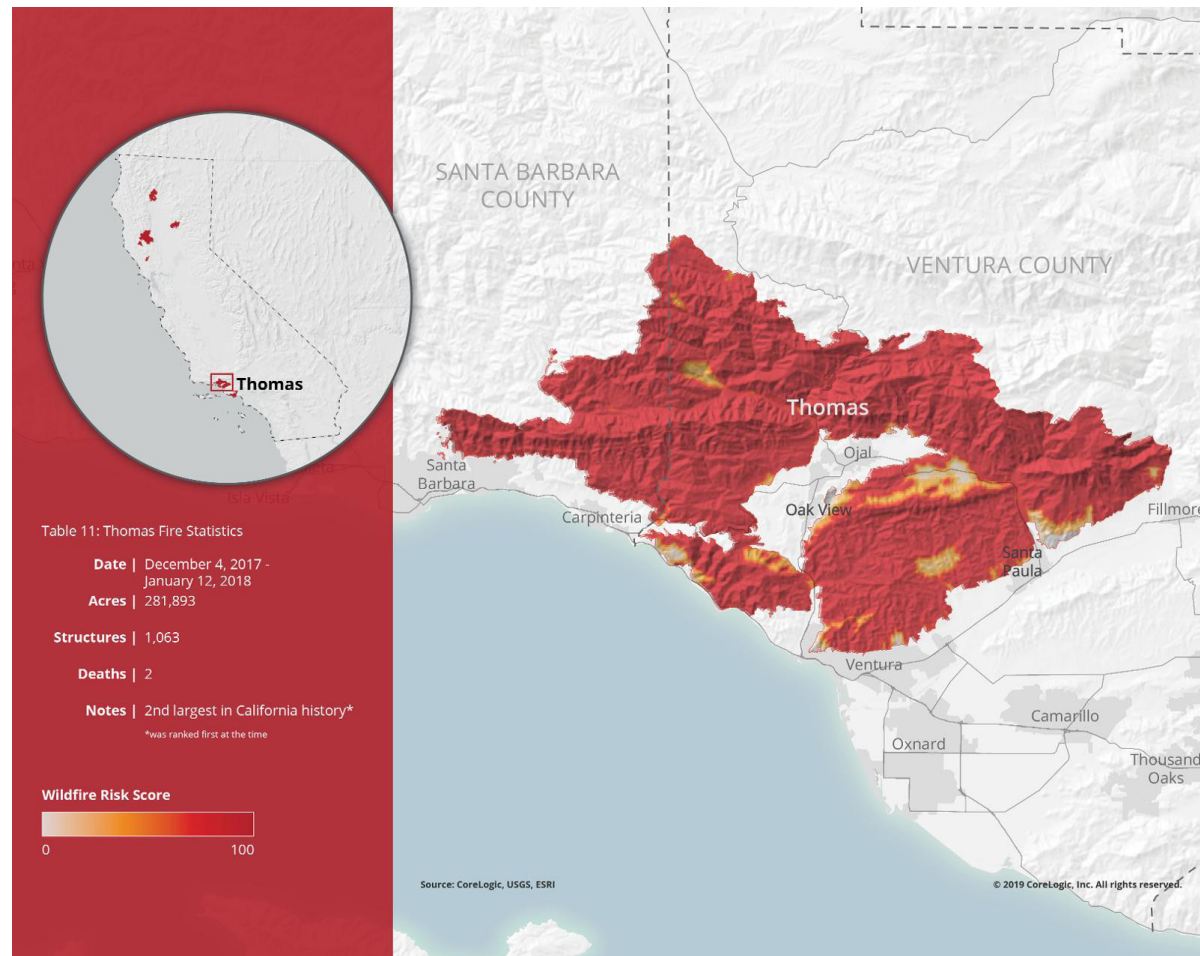 SANTA BARBARA
COUNTY
VENTURA COUNTY
Thomas
Thomas
Ojai
Santa
Barbara
Carpinteria
Oak View
Fillmore
Santa
Paula
Isla Vista
Ventura
Camarillo
Oxnard
Thousand
Oaks
Table 11: Thomas Fire Statistics
Date | December 4, 2017 -
January 12, 2018
Acres | 281,893
Structures | 1,063
Deaths | 2
Notes | 2nd largest in California history*
*was ranked first at the time
Wildfire Risk Score
0 100
Source: CoreLogic, USGS, ESRI
© 2019 CoreLogic, Inc. All rights reserved.